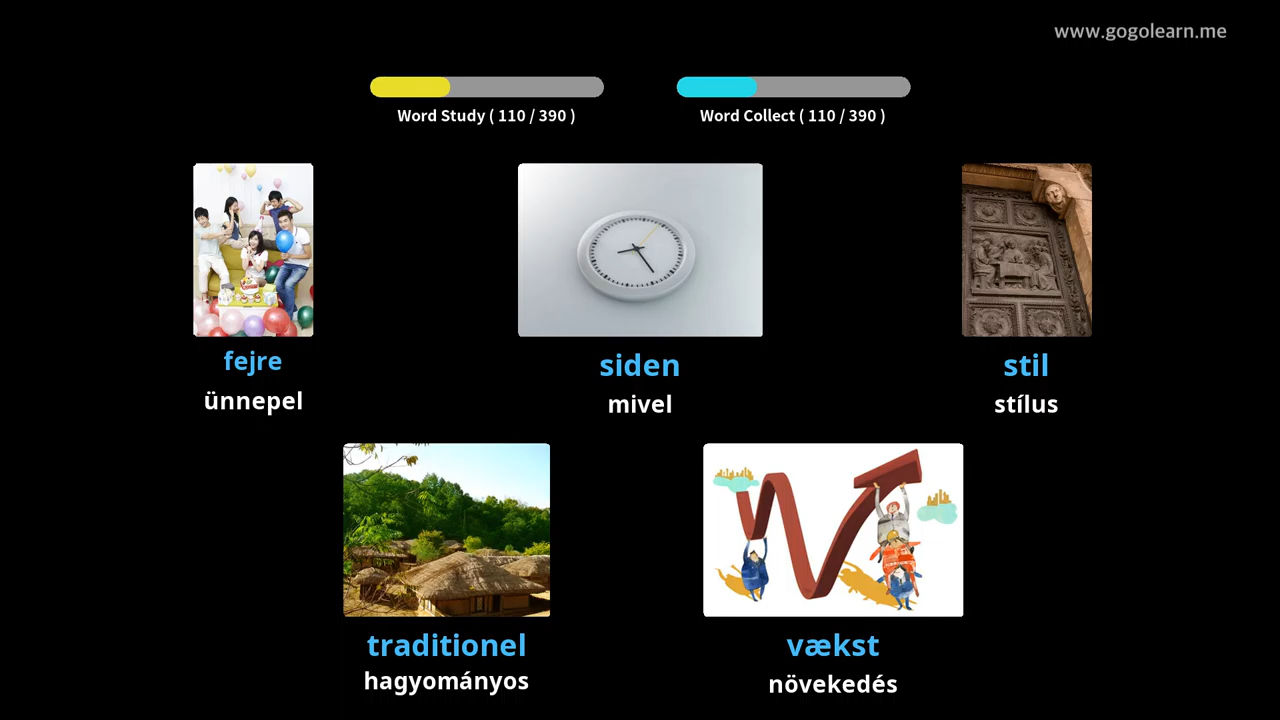 www.gogolearn.me
Word Study ( 110 / 390 )
Word Collect ( 110 / 390 )
fejre
ünnepel
siden
mivel
stil
stílus
traditionel
hagyományos
vækst
növekedés